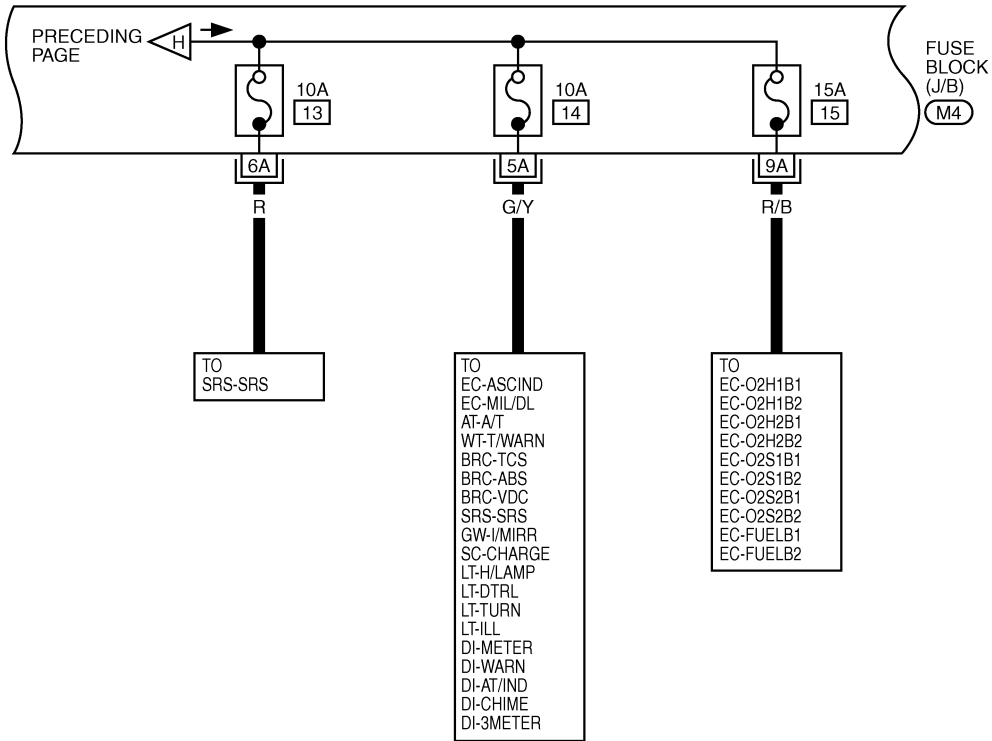 PRECEDING
PAGE
H
10A
13
10A
14
15A
15
FUSE
BLOCK
(J/B)
M4
6A
5A
9A
R
G/Y
R/B
TO
SRS-SRS
TO
EC-ASCIND
EC-MIL/DL
AT-A/T
WT-T/WARN
BRC-TCS
BRC-ABS
BRC-VDC
SRS-SRS
GW-I/MIRR
SC-CHARGE
LT-H/LAMP
LT-DTRL
LT-TURN
LT-ILL
DI-METER
DI-WARN
DI-AT/IND
DI-CHIME
DI-3METER
TO
EC-O2H1B1
EC-O2H1B2
EC-O2H2B1
EC-O2H2B2
EC-O2S1B1
EC-O2S1B2
EC-O2S2B1
EC-O2S2B2
EC-FUELB1
EC-FUELB2